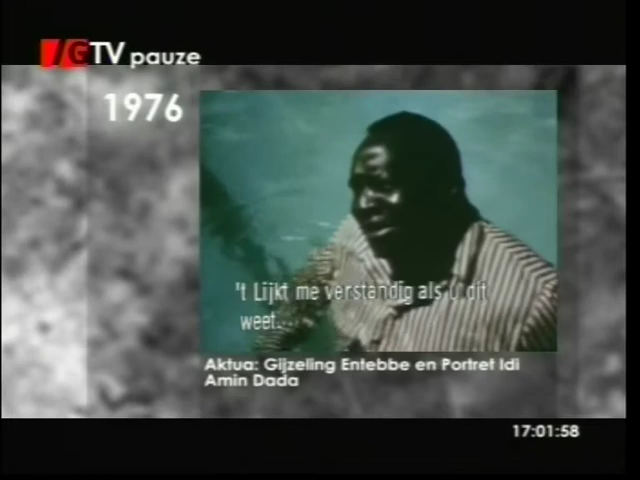 /GTV pauze
1976
't Lijkt me verstandig als u dit
weet...
Aktua: Gijzeling Entebbe en Portret Idi
Amin Dada
17:01:58